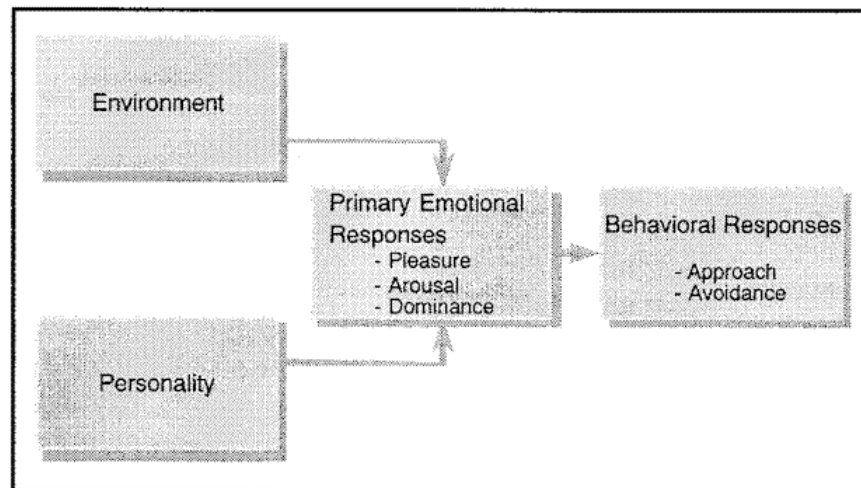 Environment
Primary Emotional
Responses
- Pleasure
- Arousal
- Dominance
Behavioral Responses
- Approach
- Avoidance
Personality